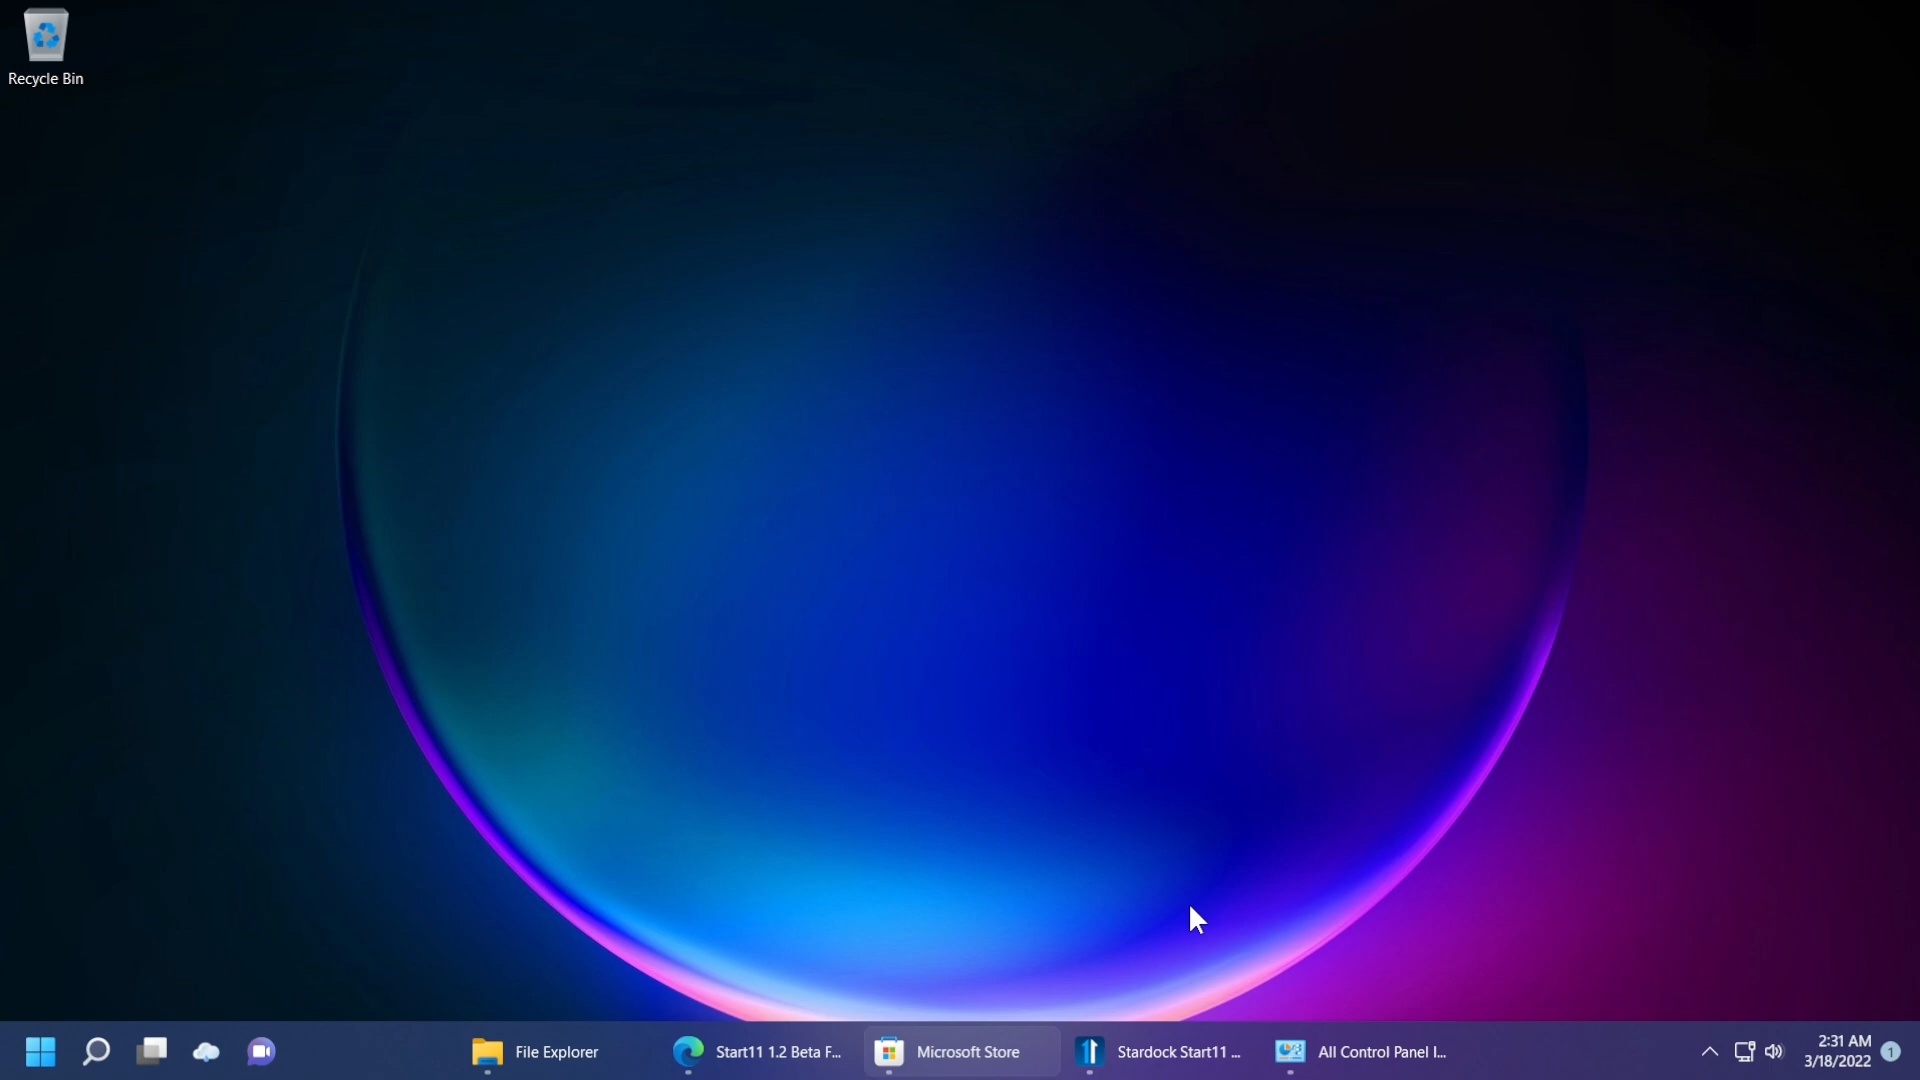 Recycle Bin
File Explorer
Start11 1.2 Beta F...
Microsoft Store
Stardock Start11 ...
All Control Panel I...
2:31 AM
3/18/2022
1